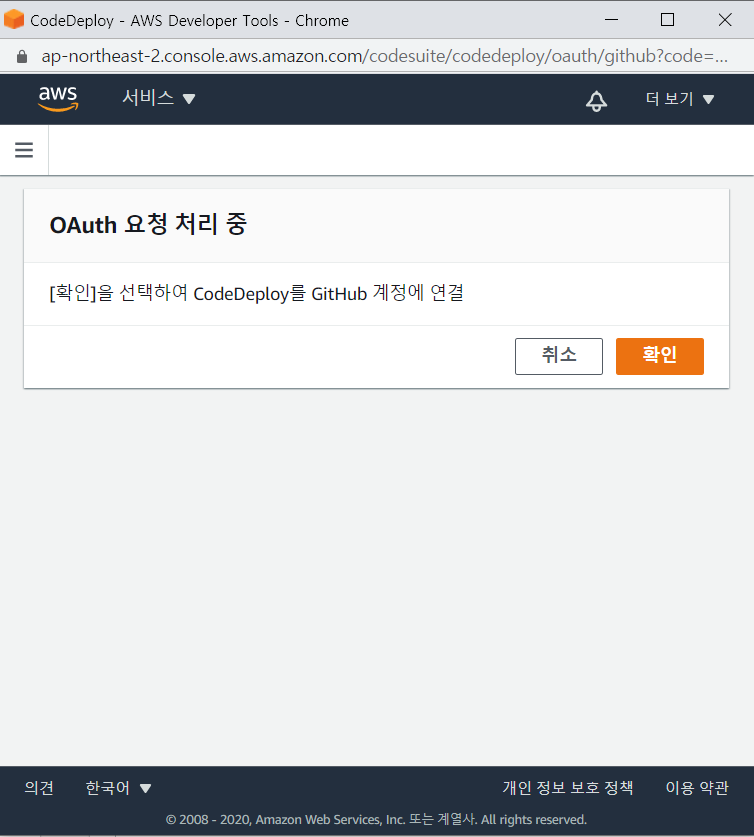 CodeDeploy - AWS Developer Tools - Chrome
ap-northeast-2.console.aws.amazon.com/codesuite/codedeploy/oauth/github?code=...
aws 서비스 더 보기
OAuth 요청 처리 중
[확인]을 선택하여 CodeDeploy를 GitHub 계정에 연결
취소 확인
의견 한국어 개인 정보 보호 정책 이용 약관
© 2008 - 2020, Amazon Web Services, Inc. 또는 계열사. All rights reserved.